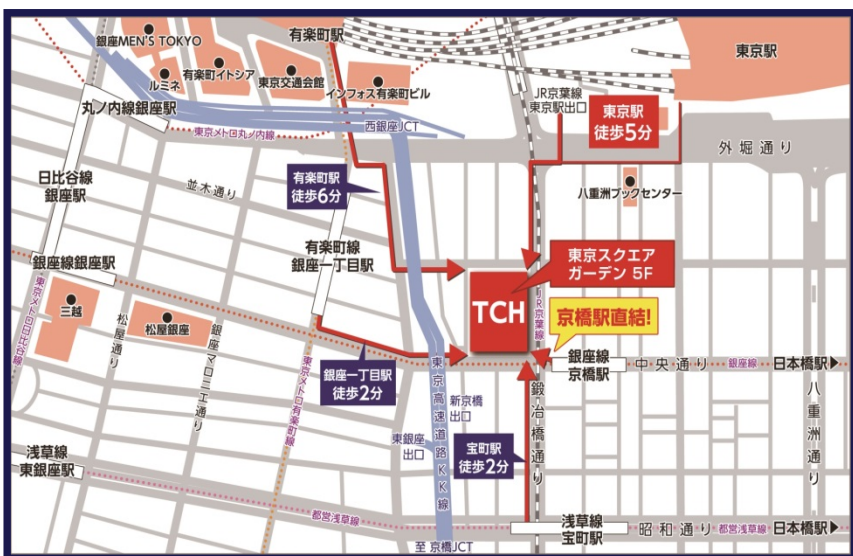 銀座MEN'S TOKYO
ルミネ
有楽町イトシア
東京交通会館
有楽町駅
インフォス有楽町ビル
東京駅
JR京葉線
東京駅出口
東京駅
徒歩5分
丸ノ内線銀座駅
東京メトロ丸ノ内線
西銀座JCT
外堀通り
日比谷線
銀座駅
並木通り
有楽町駅
徒歩6分
八重洲ブックセンター
有楽町線
銀座一丁目駅
東京スクエア
ガーデン 5F
銀座線銀座駅
TCH
JR京葉線
京橋駅直結!
三越
松屋銀座
東京メトロ日比谷線
松屋通り
銀座マロニエ通り
東京メトロ有楽町線
銀座一丁目駅
徒歩2分
東京高速道路KK線
新京橋
出口
銀座線
京橋駅
中央通り
銀座線
日本橋駅▶
鍛冶橋通り
八重洲通り
東銀座
出口
宝町駅
徒歩2分
浅草線
東銀座駅
都営浅草線
至 京橋JCT
浅草線
宝町駅
昭和通り
都営浅草線
日本橋駅▶